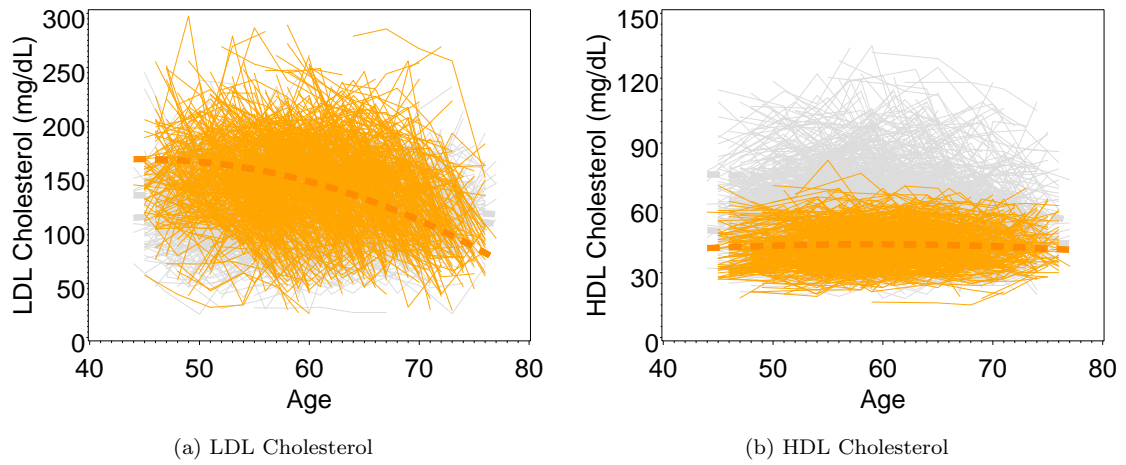 LDL Cholesterol (mg/dL)
300
250
200
150
100
50
0
40 50 60 70 80
Age
(a) LDL Cholesterol
HDL Cholesterol (mg/dL)
150
120
90
60
30
0
40 50 60 70 80
Age
(b) HDL Cholesterol